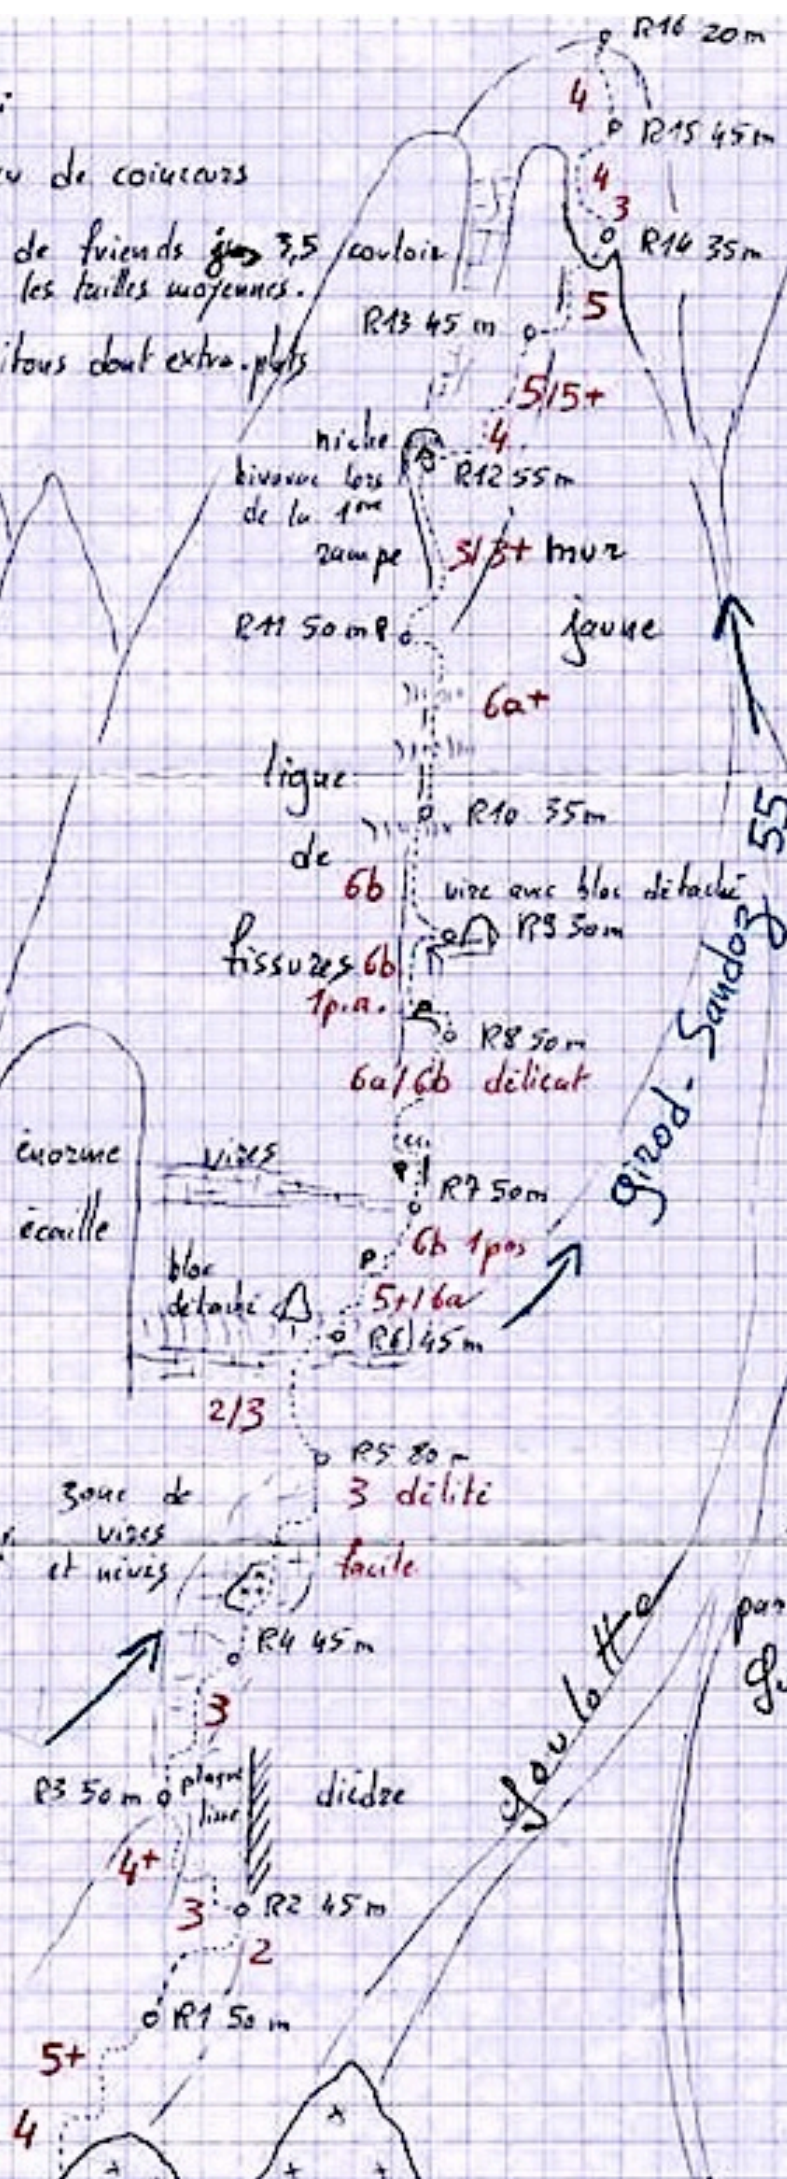 R16 20m
4
R15 45m
de coinceurs
4
3
de friends 3,5 couloir
R14 35m
les tailles moyennes.
5
R13 45 m
dont extra-plats
5/5+
4
niche
R12 55m
bivouac lors
de la 1ère
rampe
mur
R11 50m P
jaune
6a+
ligne
R10 35m
de
6b
vire avec bloc détaché
R9 50m
fissures 6b
1p.a.
R8 50m
6a/6b délicat
Girod-Sandoz 55
énorme
vires
écaille
P
R7 50m
6b 1pas
P
bloc
détaché
5+/6a
R6 45m
2/3
R5 80m
zone de
3 délité
vires
et névés
facile
R4 45m
3
Goulotte
R3 50m
plaque
lisse
dièdre
4+
3
R2 45m
2
R1 50m
5+
4